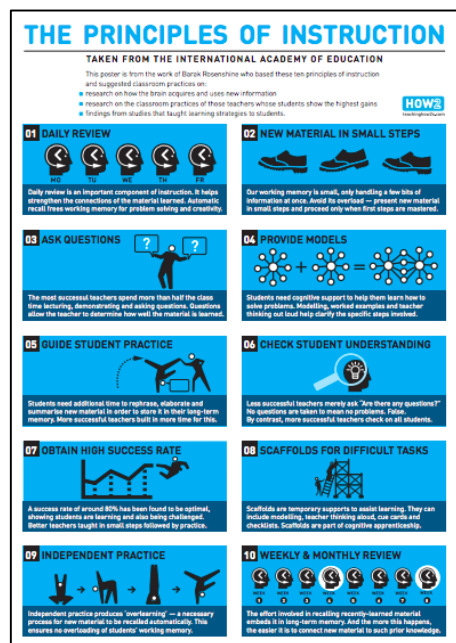 THE PRINCIPLES OF INSTRUCTION
TAKEN FROM THE INTERNATIONAL ACADEMY OF EDUCATION
This poster is from the work of Barak Rosenshine who based these ten principles of instruction
and suggested classroom practices on:
research on how the brain acquires and uses new information
research on the classroom practices of those teachers whose students show the highest gains
findings from studies that taught learning strategies to students.
HOW2
teachinghow2s.com
01 DAILY REVIEW
MO TU WE TH FR
Daily review is an important component of instruction. It helps
strengthen the connections of the material learned. Automatic
recall frees working memory for problem solving and creativity.
02 NEW MATERIAL IN SMALL STEPS
Our working memory is small, only handling a few bits of
information at once. Avoid its overload — present new material
in small steps and proceed only when first steps are mastered.
03 ASK QUESTIONS
? ?
The most successful teachers spend more than half the class
time lecturing, demonstrating and asking questions. Questions
allow the teacher to determine how well the material is learned.
04 PROVIDE MODELS
Students need cognitive support to help them learn how to
solve problems. Modelling, worked examples and teacher
thinking out loud help clarify the specific steps involved.
05 GUIDE STUDENT PRACTICE
Students need additional time to rephrase, elaborate and
summarise new material in order to store it in their long-term
memory. More successful teachers built in more time for this.
06 CHECK STUDENT UNDERSTANDING
Less successful teachers merely ask "Are there any questions?"
No questions are taken to mean no problems. False.
By contrast, more successful teachers check on all students.
07 OBTAIN HIGH SUCCESS RATE
A success rate of around 80% has been found to be optimal,
showing students are learning and also being challenged.
Better teachers taught in small steps followed by practice.
08 SCAFFOLDS FOR DIFFICULT TASKS
Scaffolds are temporary supports to assist learning. They can
include modelling, teacher thinking aloud, cue cards and
checklists. Scaffolds are part of cognitive apprenticeship.
09 INDEPENDENT PRACTICE
Independent practice produces 'overlearning' — a necessary
process for new material to be recalled automatically. This
ensures no overloading of students' working memory.
10 WEEKLY & MONTHLY REVIEW
WEEK WEEK WEEK WEEK WEEK WEEK WEEK WEEK
1 2 3 4 5 6 7 8
The effort involved in recalling recently-learned material
embeds it in long-term memory. And the more this happens,
the easier it is to connect new material to such prior knowledge.